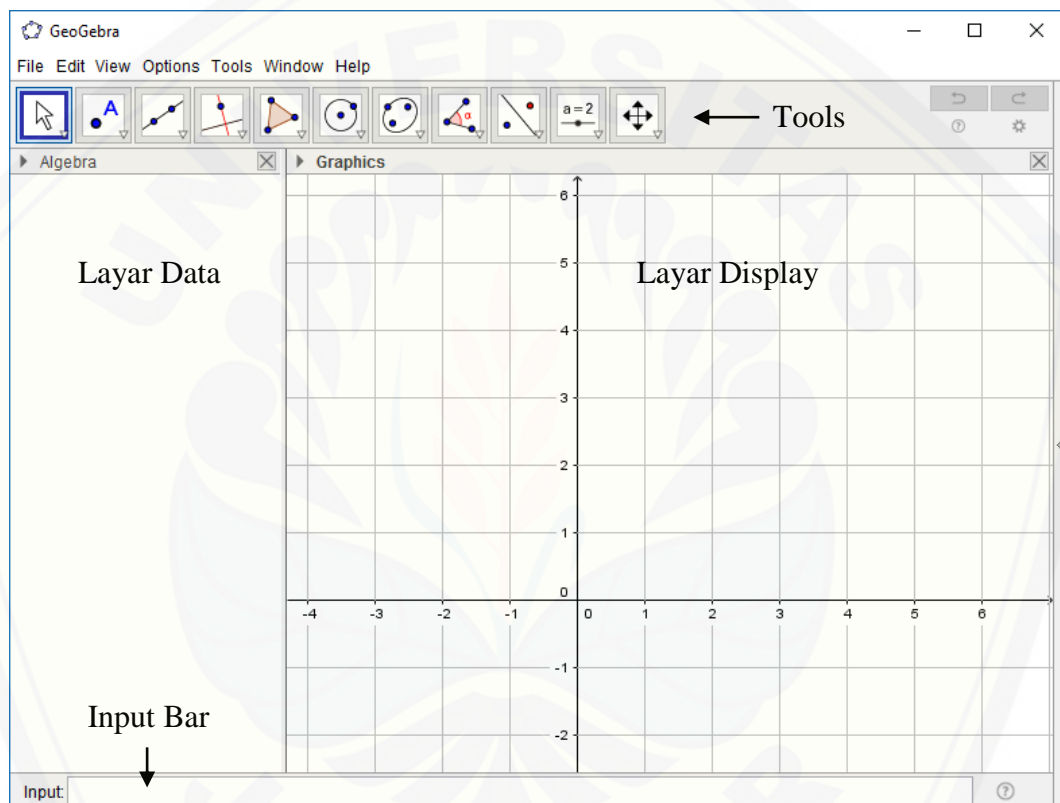 GeoGebra
File Edit View Options Tools Window Help
A
α
a=2
Tools
Algebra
Graphics
Layar Data
Layar Display
6
5
4
3
2
1
0
-4 -3 -2 -1 0 1 2 3 4 5 6
-1
-2
Input Bar
Input:
UNIVERSITAS